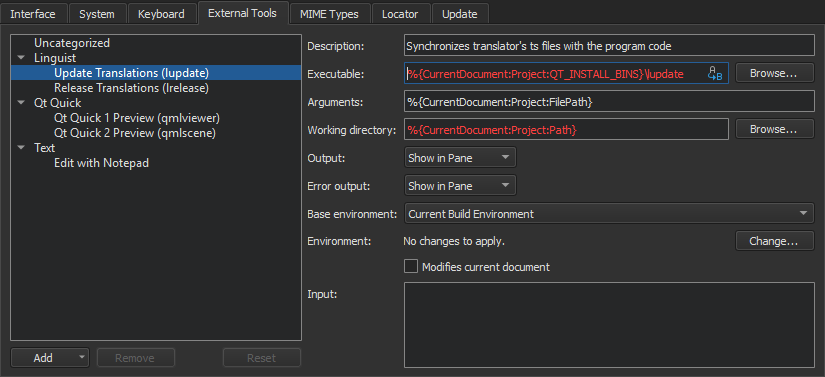 Interface System Keyboard External Tools MIME Types Locator Update
Uncategorized
Linguist
Update Translations (lupdate)
Release Translations (lrelease)
Qt Quick
Qt Quick 1 Preview (qmlviewer)
Qt Quick 2 Preview (qmlscene)
Text
Edit with Notepad
Add Remove Reset
Description: Synchronizes translator's ts files with the program code
Executable: %{CurrentDocument:Project:QT_INSTALL_BINS}\lupdate Browse...
Arguments: %{CurrentDocument:Project:FilePath}
Working directory: %{CurrentDocument:Project:Path} Browse...
Output: Show in Pane
Error output: Show in Pane
Base environment: Current Build Environment
Environment: No changes to apply. Change...
Modifies current document
Input: